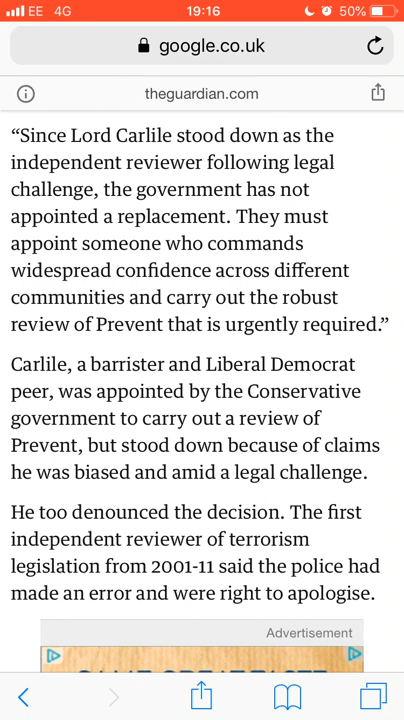 EE 4G 19:16 50%
google.co.uk
theguardian.com
“Since Lord Carlile stood down as the
independent reviewer following legal
challenge, the government has not
appointed a replacement. They must
appoint someone who commands
widespread confidence across different
communities and carry out the robust
review of Prevent that is urgently required.”
Carlile, a barrister and Liberal Democrat
peer, was appointed by the Conservative
government to carry out a review of
Prevent, but stood down because of claims
he was biased and amid a legal challenge.
He too denounced the decision. The first
independent reviewer of terrorism
legislation from 2001-11 said the police had
made an error and were right to apologise.
Advertisement